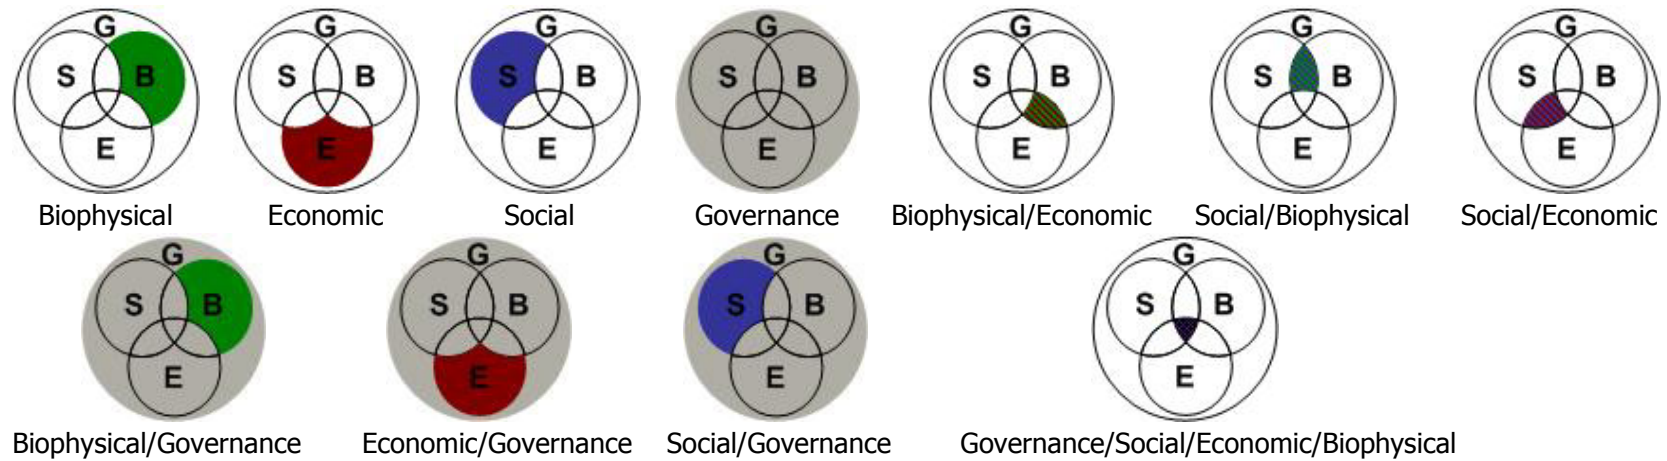 G G G G G G G
S B S B S B S B S B S B S B
E E E E E E E
Biophysical Economic Social Governance Biophysical/Economic Social/Biophysical Social/Economic
G G G G
S B S B S B S B
E E E E
Biophysical/Governance Economic/Governance Social/Governance Governance/Social/Economic/Biophysical